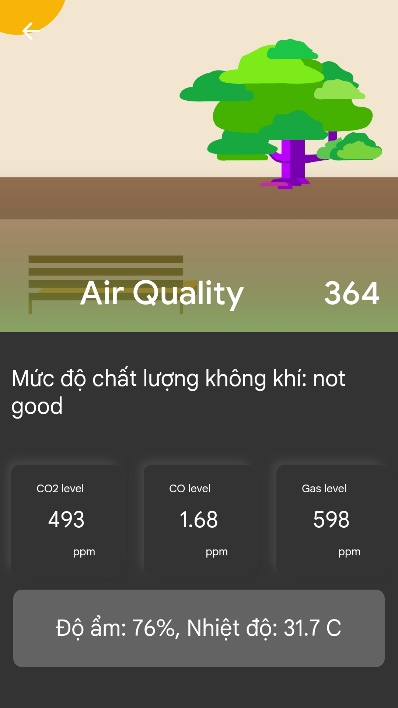 Air Quality 364
Mức độ chất lượng không khí: not
good
CO2 level CO level Gas level
493 1.68 598
ppm ppm ppm
Độ ẩm: 76%, Nhiệt độ: 31.7 C